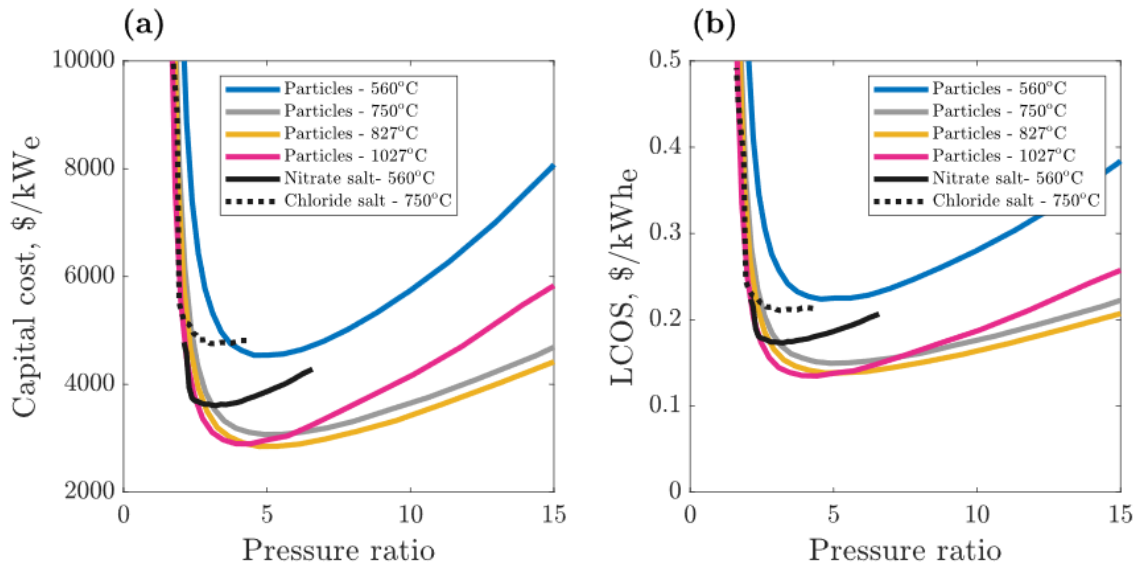 (a)
Capital cost, $/kWe
10000
8000
6000
4000
2000
Particles - 560°C
Particles - 750°C
Particles - 827°C
Particles - 1027°C
Nitrate salt- 560°C
Chloride salt - 750°C
0
5
10
15
Pressure ratio
(b)
LCOS, $/kWhe
0.5
0.4
0.3
0.2
0.1
0
Particles - 560°C
Particles - 750°C
Particles - 827°C
Particles - 1027°C
Nitrate salt- 560°C
Chloride salt - 750°C
0
5
10
15
Pressure ratio